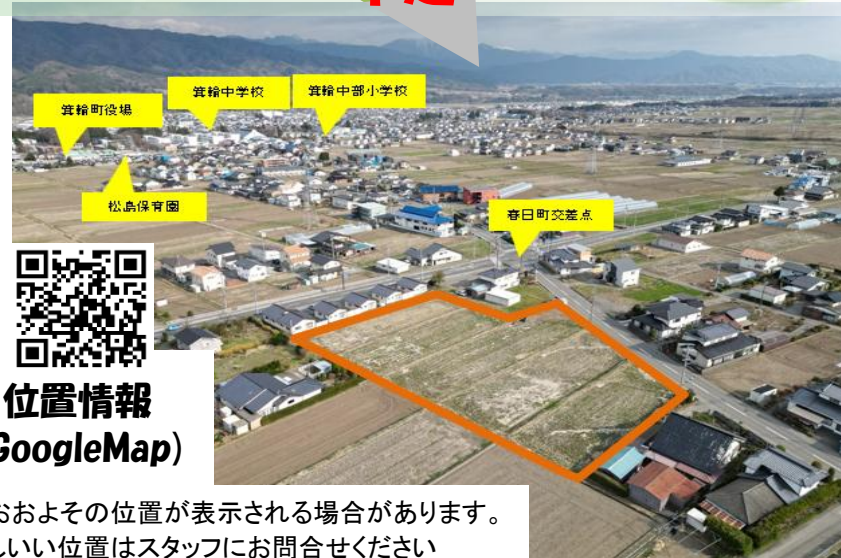 箕輪町役場
箕輪中学校
箕輪中部小学校
松島保育園
春日町交差点
位置情報
GoogleMap)
おおよその位置が表示される場合があります。
しいい位置はスタッフにお問合せください